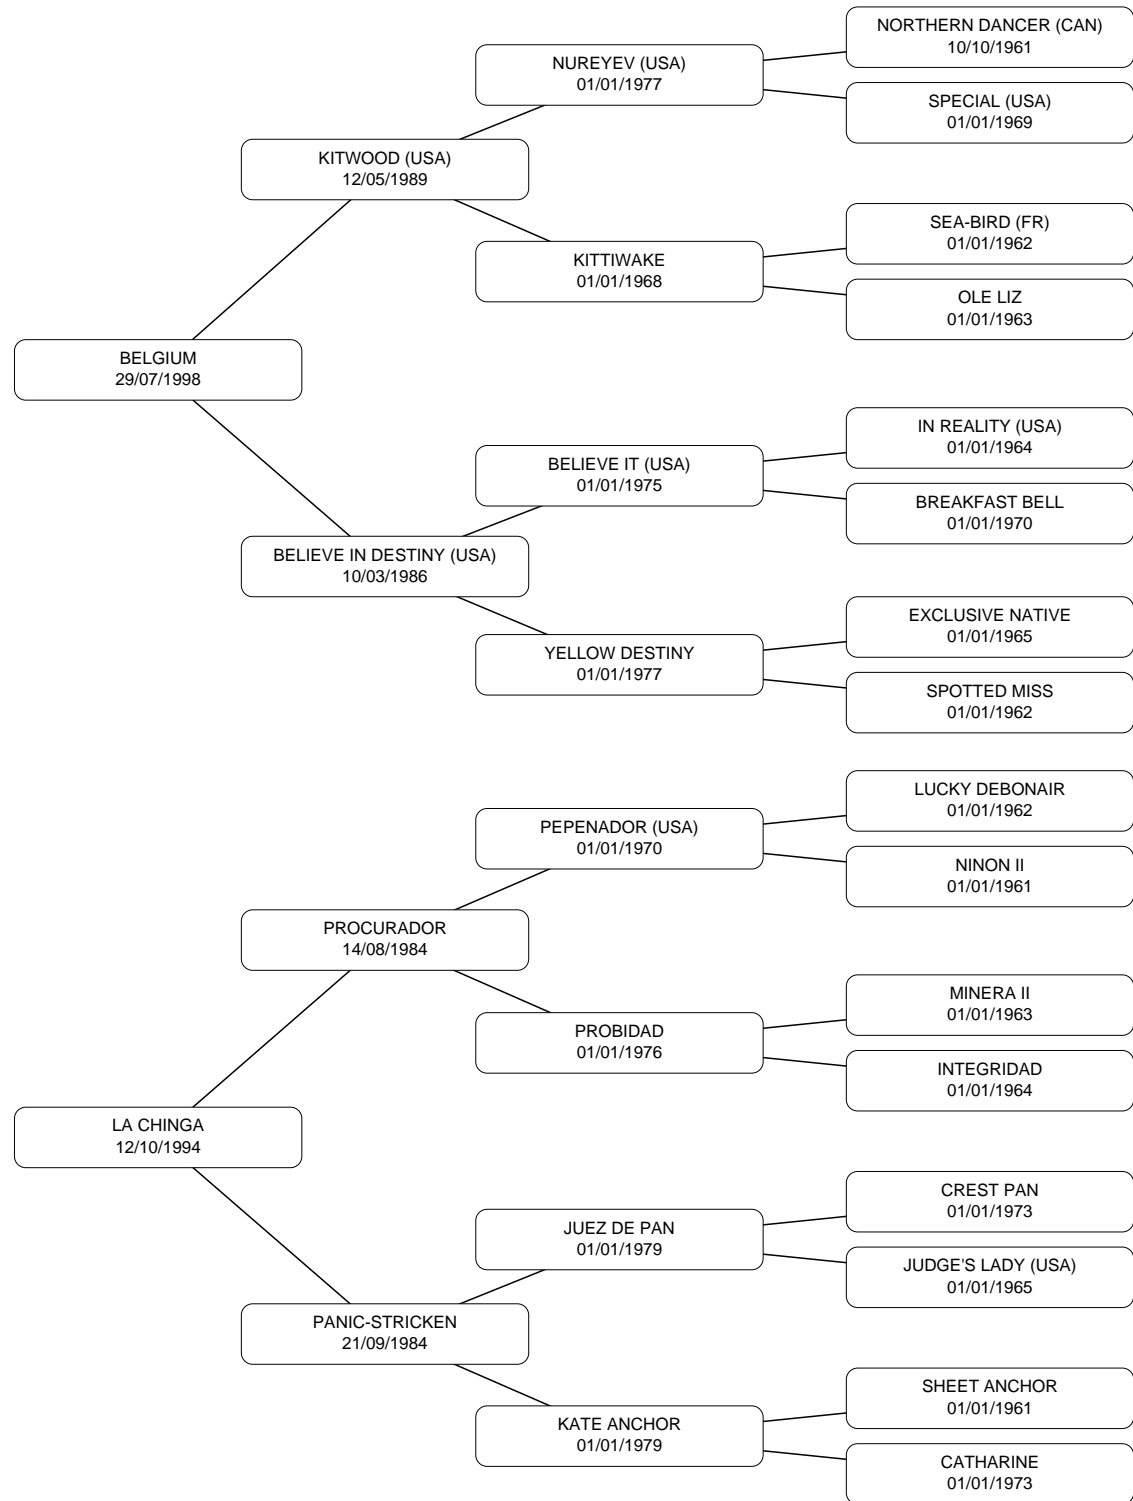 NORTHERN DANCER (CAN)
10/10/1961
NUREYEV (USA)
01/01/1977
SPECIAL (USA)
01/01/1969
KITWOOD (USA)
12/05/1989
SEA-BIRD (FR)
01/01/1962
KITTIWAKE
01/01/1968
OLE LIZ
01/01/1963
BELGIUM
29/07/1998
IN REALITY (USA)
01/01/1964
BELIEVE IT (USA)
01/01/1975
BREAKFAST BELL
01/01/1970
BELIEVE IN DESTINY (USA)
10/03/1986
EXCLUSIVE NATIVE
01/01/1965
YELLOW DESTINY
01/01/1977
SPOTTED MISS
01/01/1962
LUCKY DEBONAIR
01/01/1962
PEPENADOR (USA)
01/01/1970
NINON II
01/01/1961
PROCURADOR
14/08/1984
MINERA II
01/01/1963
PROBIDAD
01/01/1976
INTEGRIDAD
01/01/1964
LA CHINGA
12/10/1994
CREST PAN
01/01/1973
JUEZ DE PAN
01/01/1979
JUDGE'S LADY (USA)
01/01/1965
PANIC-STRICKEN
21/09/1984
SHEET ANCHOR
01/01/1961
KATE ANCHOR
01/01/1979
CATHARINE
01/01/1973